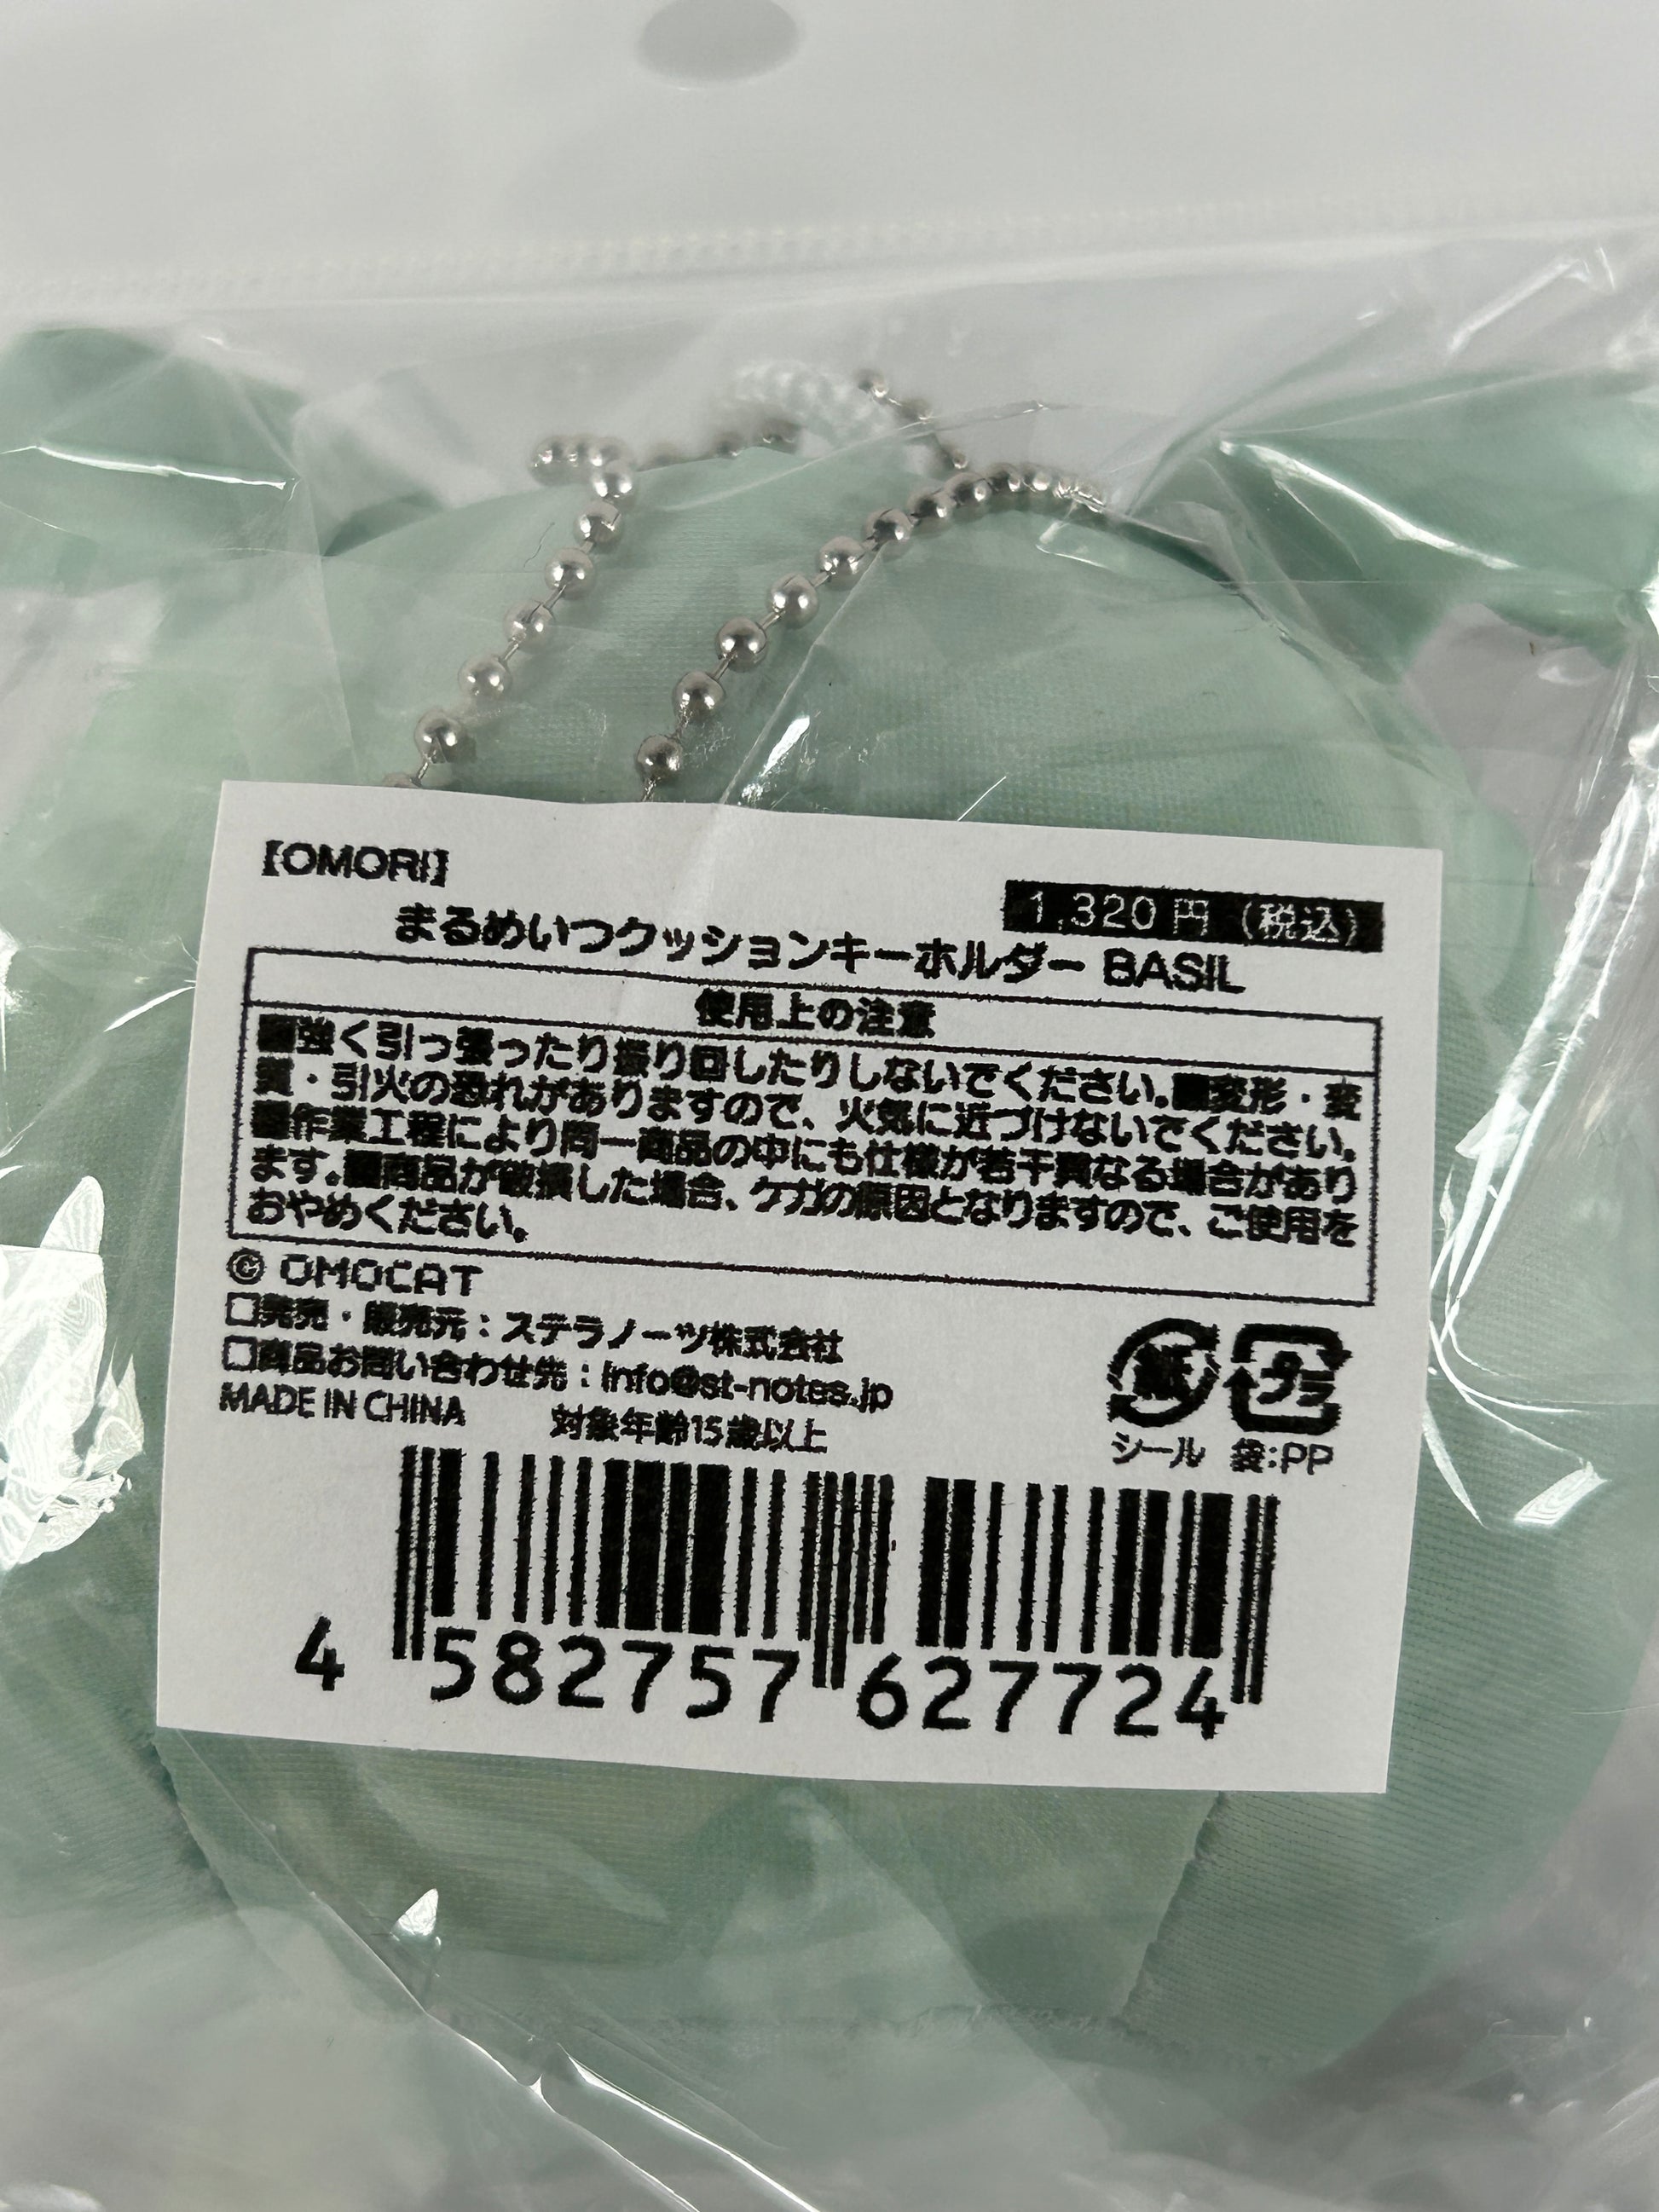 【OMORI】
1,320円（税込）
まるめいつクッションキーホルダー BASIL
使用上の注意
■強く引っ張ったり振り回したりしないでください。■変形・変
質・引火の恐れがありますので、火気に近づけないでください。
■作業工程により同一商品の中にも仕様が若干異なる場合があり
ます。■商品が破損した場合、ケガの原因となりますので、ご使用を
おやめください。
© OMOCAT
□発売・販売元：ステラノーツ株式会社
□商品お問い合わせ先：info@st-notes.jp
MADE IN CHINA 対象年齢15歳以上
紙 プラ
シール 袋:PP
4 582757 627724